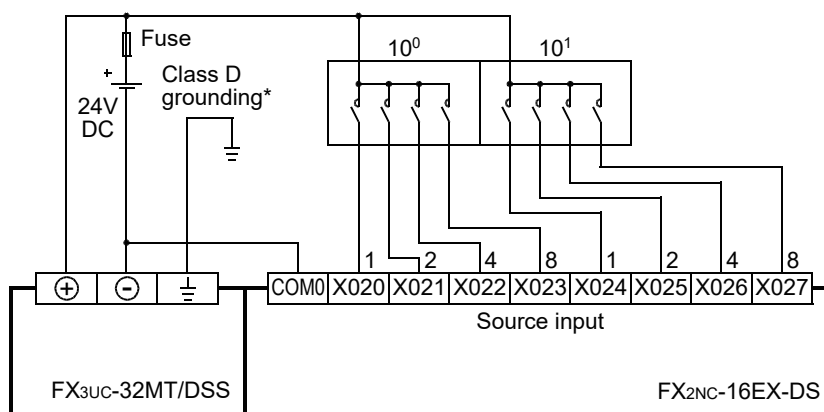 Fuse
10⁰ 10¹
Class D
grounding*
+
24V
DC
1 2 4 8 1 2 4 8
+ - COM0 X020 X021 X022 X023 X024 X025 X026 X027
Source input
FX3UC-32MT/DSS FX2NC-16EX-DS